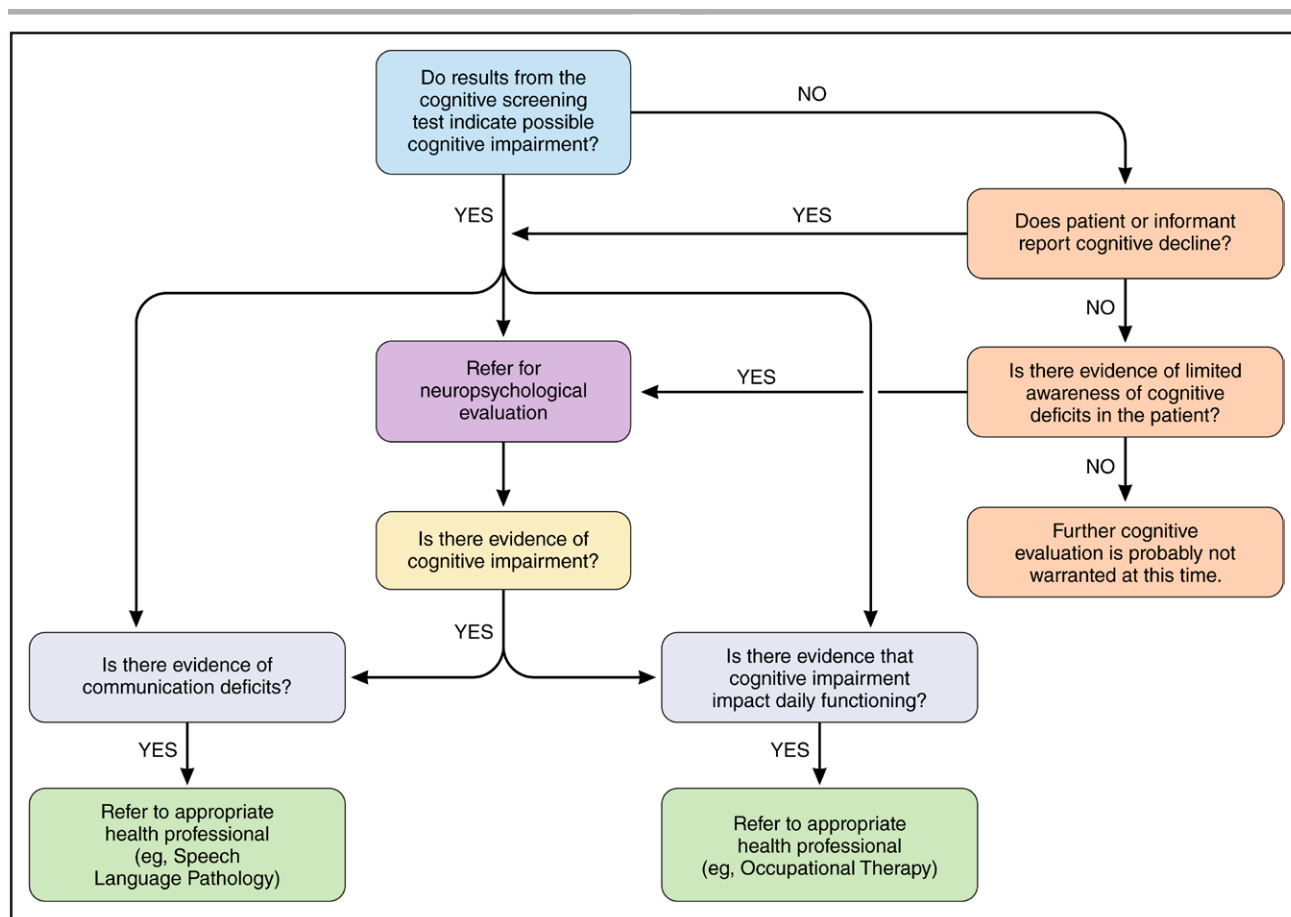 Do results from the
cognitive screening
test indicate possible
cognitive impairment?
NO
YES
YES
Does patient or informant
report cognitive decline?
NO
Refer for
neuropsychological
evaluation
YES
Is there evidence of limited
awareness of cognitive
deficits in the patient?
NO
Is there evidence of
cognitive impairment?
Further cognitive
evaluation is probably not
warranted at this time.
YES
Is there evidence of
communication deficits?
Is there evidence that
cognitive impairment
impact daily functioning?
YES
YES
Refer to appropriate
health professional
(eg, Speech
Language Pathology)
Refer to appropriate
health professional
(eg, Occupational Therapy)